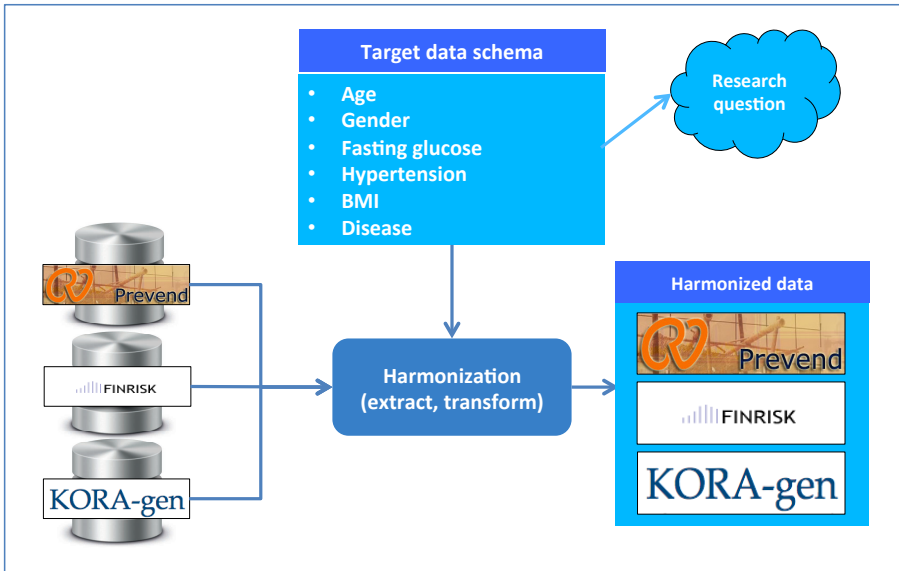 Target data schema
• Age
• Gender
• Fasting glucose
• Hypertension
• BMI
• Disease
Research
question
Prevend
FINRISK
KORA-gen
Harmonization
(extract, transform)
Harmonized data
Prevend
FINRISK
KORA-gen